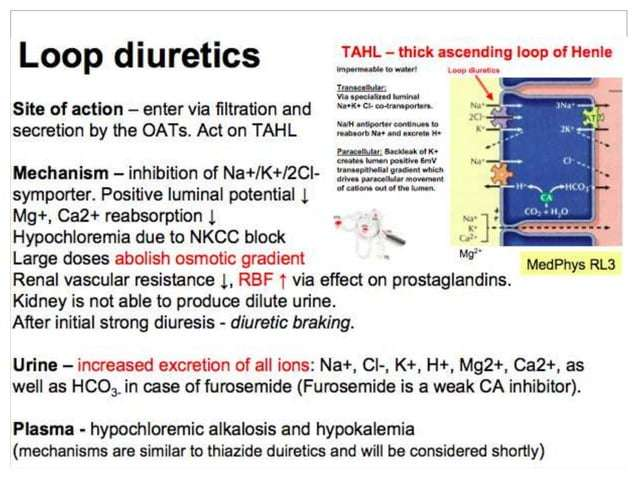 Loop diuretics
TAHL – thick ascending loop of Henle
Impermeable to water!
Loop diuretics
Transcellular:
Via specialized luminal
Na+K+ Cl- co-transporters.
Na/H antiporter continues to
reabsorb Na+ and excrete H+
Paracellular: Backleak of K+
creates lumen positive 6mV
transepithelial gradient which
drives paracellular movement
of cations out of the lumen.
Na+
2Cl-
K+
3Na+
2K+
Na+
Cl-
H+
HCO3-
CA
CO2 + H2O
Na+
K+
Ca2+
Mg2+
MedPhys RL3
Site of action – enter via filtration and
secretion by the OATs. Act on TAHL
Mechanism – inhibition of Na+/K+/2Cl-
symporter. Positive luminal potential ↓
Mg+, Ca2+ reabsorption ↓
Hypochloremia due to NKCC block
Large doses abolish osmotic gradient
Renal vascular resistance ↓, RBF ↑ via effect on prostaglandins.
Kidney is not able to produce dilute urine.
After initial strong diuresis - diuretic braking.
Urine – increased excretion of all ions: Na+, Cl-, K+, H+, Mg2+, Ca2+, as
well as HCO3- in case of furosemide (Furosemide is a weak CA inhibitor).
Plasma - hypochloremic alkalosis and hypokalemia
(mechanisms are similar to thiazide duiretics and will be considered shortly)